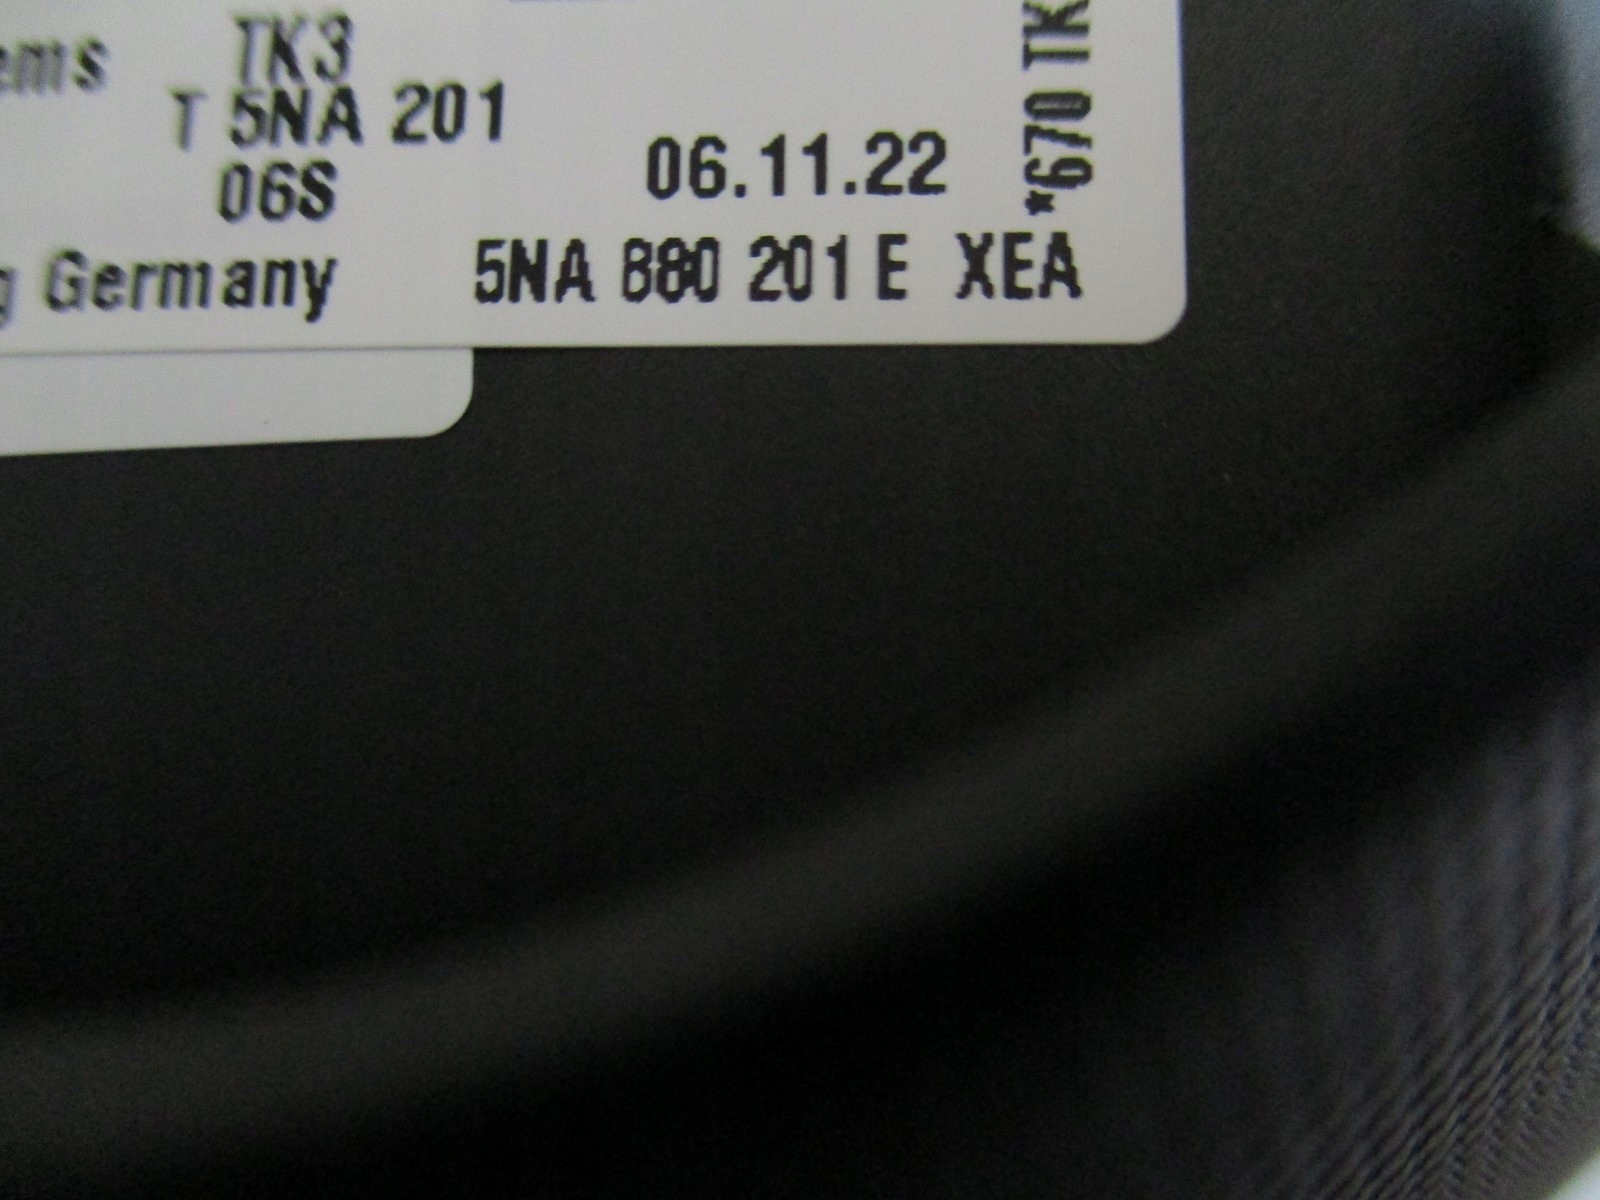 ems TK3
T 5NA 201
06S
06.11.22
g Germany
5NA 880 201 E XEA
*670 TK